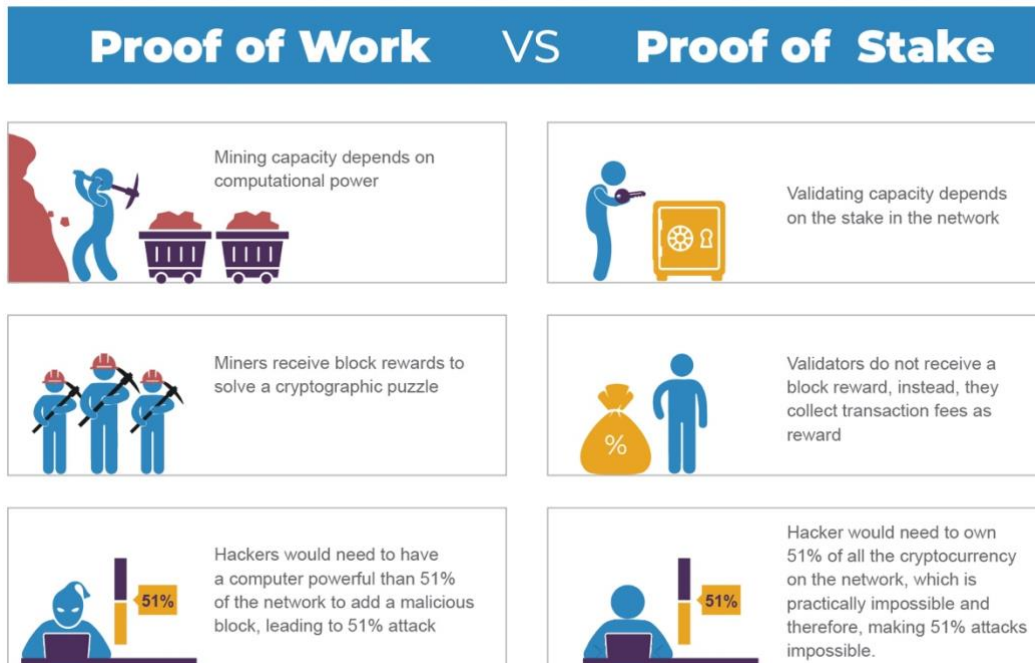 Proof of Work VS Proof of Stake
Mining capacity depends on
computational power
Validating capacity depends
on the stake in the network
Miners receive block rewards to
solve a cryptographic puzzle
%
Validators do not receive a
block reward, instead, they
collect transaction fees as
reward
51%
Hackers would need to have
a computer powerful than 51%
of the network to add a malicious
block, leading to 51% attack
51%
Hacker would need to own
51% of all the cryptocurrency
on the network, which is
practically impossible and
therefore, making 51% attacks
impossible.